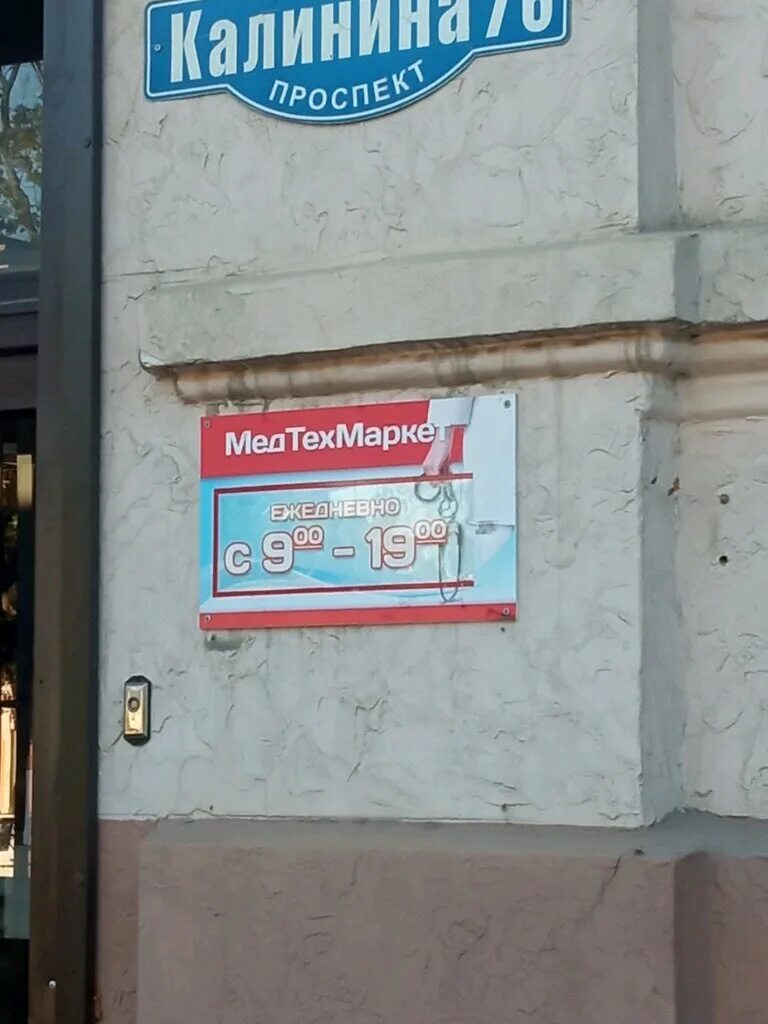 Калинина 76
ПРОСПЕКТ
МедТехМаркет
ЕЖЕДНЕВНО
с 9⁰⁰ - 19⁰⁰